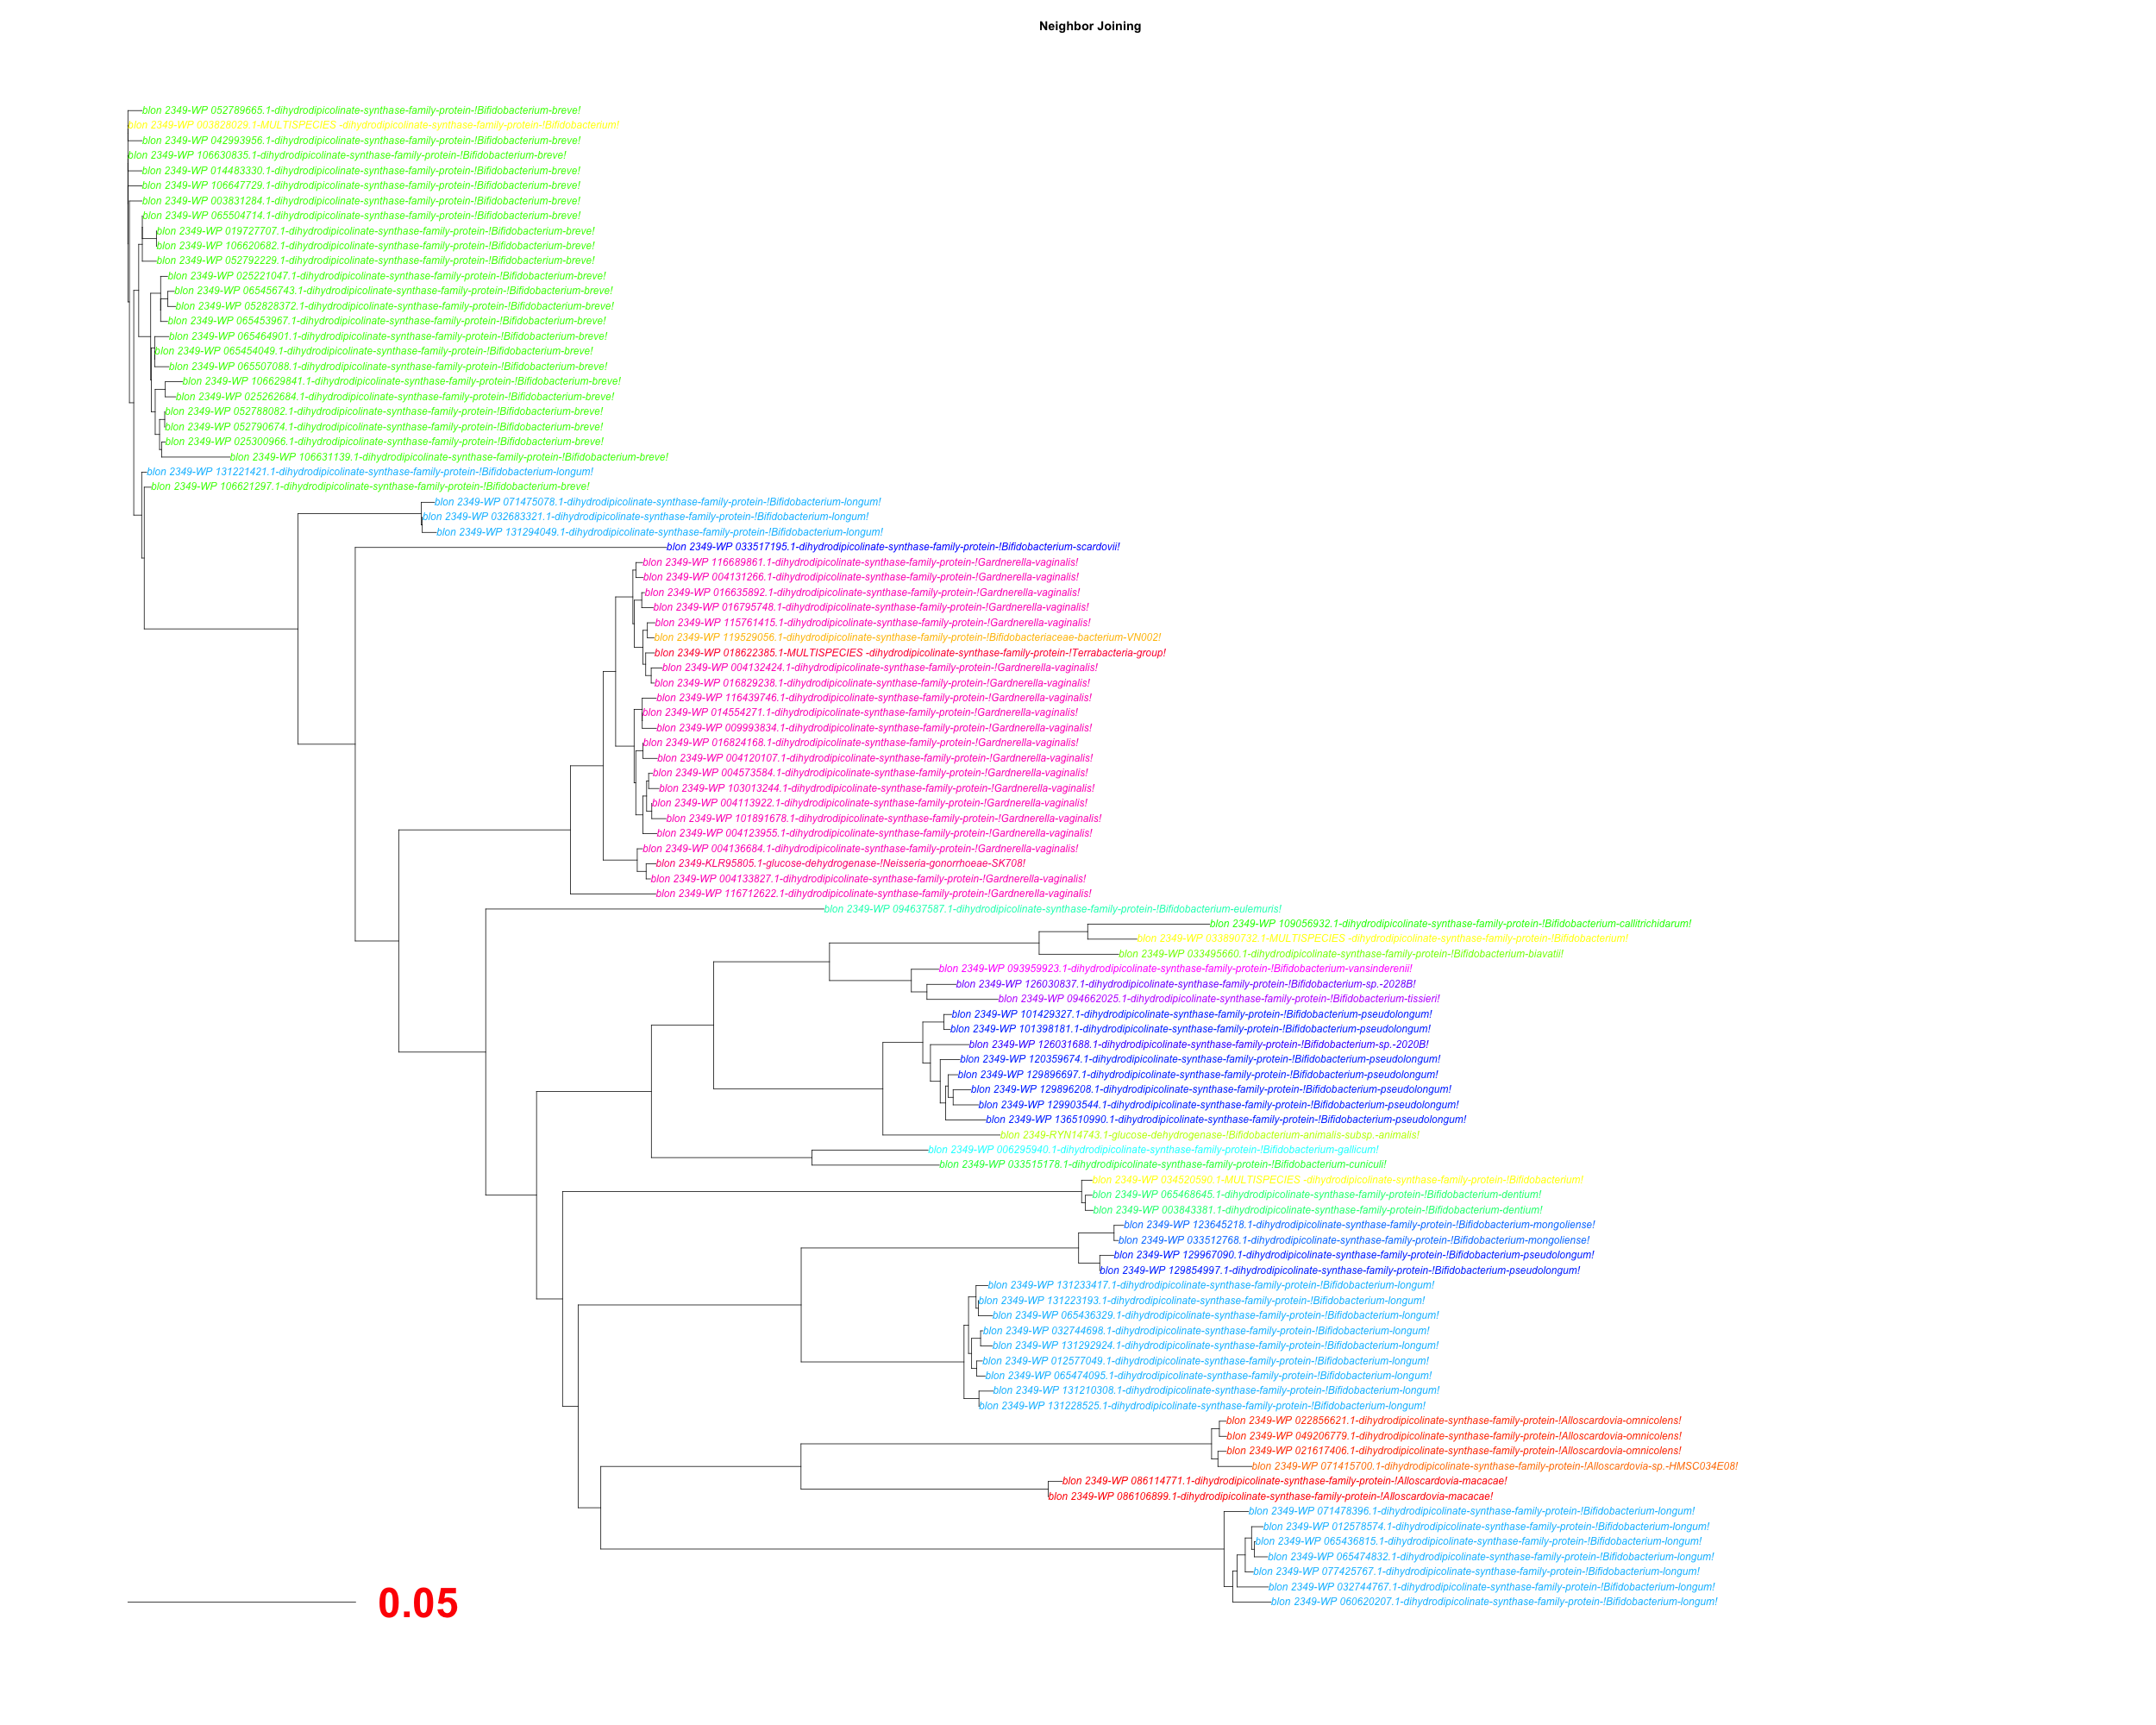 Neighbor Joining
blon 2349-WP 052789665.1-dihydrodipicolinate-synthase-family-protein-!Bifidobacterium-breve!
blon 2349-WP 003829029.1-MULTISPECIES -dihydrodipicolinate-synthase-family-protein-!Bifidobacterium!
blon 2349-WP 042993956.1-dihydrodipicolinate-synthase-family-protein-!Bifidobacterium-breve!
blon 2349-WP 106630835.1-dihydrodipicolinate-synthase-family-protein-!Bifidobacterium-breve!
blon 2349-WP 014483330.1-dihydrodipicolinate-synthase-family-protein-!Bifidobacterium-breve!
blon 2349-WP 106647729.1-dihydrodipicolinate-synthase-family-protein-!Bifidobacterium-breve!
blon 2349-WP 003831284.1-dihydrodipicolinate-synthase-family-protein-!Bifidobacterium-breve!
blon 2349-WP 065504714.1-dihydrodipicolinate-synthase-family-protein-!Bifidobacterium-breve!
blon 2349-WP 019727707.1-dihydrodipicolinate-synthase-family-protein-!Bifidobacterium-breve!
blon 2349-WP 106620682.1-dihydrodipicolinate-synthase-family-protein-!Bifidobacterium-breve!
blon 2349-WP 052792229.1-dihydrodipicolinate-synthase-family-protein-!Bifidobacterium-breve!
blon 2349-WP 025221047.1-dihydrodipicolinate-synthase-family-protein-!Bifidobacterium-breve!
blon 2349-WP 065456743.1-dihydrodipicolinate-synthase-family-protein-!Bifidobacterium-breve!
blon 2349-WP 052828372.1-dihydrodipicolinate-synthase-family-protein-!Bifidobacterium-breve!
blon 2349-WP 065453967.1-dihydrodipicolinate-synthase-family-protein-!Bifidobacterium-breve!
blon 2349-WP 065464901.1-dihydrodipicolinate-synthase-family-protein-!Bifidobacterium-breve!
blon 2349-WP 065454049.1-dihydrodipicolinate-synthase-family-protein-!Bifidobacterium-breve!
blon 2349-WP 065507088.1-dihydrodipicolinate-synthase-family-protein-!Bifidobacterium-breve!
blon 2349-WP 106629841.1-dihydrodipicolinate-synthase-family-protein-!Bifidobacterium-breve!
blon 2349-WP 025262684.1-dihydrodipicolinate-synthase-family-protein-!Bifidobacterium-breve!
blon 2349-WP 052788082.1-dihydrodipicolinate-synthase-family-protein-!Bifidobacterium-breve!
blon 2349-WP 052790674.1-dihydrodipicolinate-synthase-family-protein-!Bifidobacterium-breve!
blon 2349-WP 025300966.1-dihydrodipicolinate-synthase-family-protein-!Bifidobacterium-breve!
blon 2349-WP 106631139.1-dihydrodipicolinate-synthase-family-protein-!Bifidobacterium-breve!
blon 2349-WP 131221421.1-dihydrodipicolinate-synthase-family-protein-!Bifidobacterium-longum!
blon 2349-WP 106621297.1-dihydrodipicolinate-synthase-family-protein-!Bifidobacterium-breve!
blon 2349-WP 071475078.1-dihydrodipicolinate-synthase-family-protein-!Bifidobacterium-longum!
blon 2349-WP 032683321.1-dihydrodipicolinate-synthase-family-protein-!Bifidobacterium-longum!
blon 2349-WP 131294049.1-dihydrodipicolinate-synthase-family-protein-!Bifidobacterium-longum!
blon 2349-WP 033517195.1-dihydrodipicolinate-synthase-family-protein-!Bifidobacterium-scardovii!
blon 2349-WP 116689861.1-dihydrodipicolinate-synthase-family-protein-!Gardnerella-vaginalis!
blon 2349-WP 004131266.1-dihydrodipicolinate-synthase-family-protein-!Gardnerella-vaginalis!
blon 2349-WP 016635892.1-dihydrodipicolinate-synthase-family-protein-!Gardnerella-vaginalis!
blon 2349-WP 016795748.1-dihydrodipicolinate-synthase-family-protein-!Gardnerella-vaginalis!
blon 2349-WP 115761415.1-dihydrodipicolinate-synthase-family-protein-!Gardnerella-vaginalis!
blon 2349-WP 119529056.1-dihydrodipicolinate-synthase-family-protein-!Bifidobacteriaceae-bacterium-VN002!
blon 2349-WP 018622385.1-MULTISPECIES -dihydrodipicolinate-synthase-family-protein-!Terrabacteria-group!
blon 2349-WP 004132424.1-dihydrodipicolinate-synthase-family-protein-!Gardnerella-vaginalis!
blon 2349-WP 016829238.1-dihydrodipicolinate-synthase-family-protein-!Gardnerella-vaginalis!
blon 2349-WP 116439746.1-dihydrodipicolinate-synthase-family-protein-!Gardnerella-vaginalis!
blon 2349-WP 014554271.1-dihydrodipicolinate-synthase-family-protein-!Gardnerella-vaginalis!
blon 2349-WP 009993834.1-dihydrodipicolinate-synthase-family-protein-!Gardnerella-vaginalis!
blon 2349-WP 016824168.1-dihydrodipicolinate-synthase-family-protein-!Gardnerella-vaginalis!
blon 2349-WP 004120107.1-dihydrodipicolinate-synthase-family-protein-!Gardnerella-vaginalis!
blon 2349-WP 004573584.1-dihydrodipicolinate-synthase-family-protein-!Gardnerella-vaginalis!
blon 2349-WP 103013244.1-dihydrodipicolinate-synthase-family-protein-!Gardnerella-vaginalis!
blon 2349-WP 004113922.1-dihydrodipicolinate-synthase-family-protein-!Gardnerella-vaginalis!
blon 2349-WP 101891678.1-dihydrodipicolinate-synthase-family-protein-!Gardnerella-vaginalis!
blon 2349-WP 004123955.1-dihydrodipicolinate-synthase-family-protein-!Gardnerella-vaginalis!
blon 2349-WP 004136684.1-dihydrodipicolinate-synthase-family-protein-!Gardnerella-vaginalis!
blon 2349-KLR95805.1-glucose-dehydrogenase-!Neisseria-gonorrhoeae-SK708!
blon 2349-WP 004133827.1-dihydrodipicolinate-synthase-family-protein-!Gardnerella-vaginalis!
blon 2349-WP 116712622.1-dihydrodipicolinate-synthase-family-protein-!Gardnerella-vaginalis!
blon 2349-WP 094637587.1-dihydrodipicolinate-synthase-family-protein-!Bifidobacterium-eulemuris!
blon 2349-WP 109056932.1-dihydrodipicolinate-synthase-family-protein-!Bifidobacterium-callitrichidarum!
blon 2349-WP 033890732.1-MULTISPECIES -dihydrodipicolinate-synthase-family-protein-!Bifidobacterium!
blon 2349-WP 033495660.1-dihydrodipicolinate-synthase-family-protein-!Bifidobacterium-biavatii!
blon 2349-WP 093959923.1-dihydrodipicolinate-synthase-family-protein-!Bifidobacterium-vansinderenii!
blon 2349-WP 126030837.1-dihydrodipicolinate-synthase-family-protein-!Bifidobacterium-sp.-2028B!
blon 2349-WP 094662025.1-dihydrodipicolinate-synthase-family-protein-!Bifidobacterium-tissieri!
blon 2349-WP 101429327.1-dihydrodipicolinate-synthase-family-protein-!Bifidobacterium-pseudolongum!
blon 2349-WP 101398181.1-dihydrodipicolinate-synthase-family-protein-!Bifidobacterium-pseudolongum!
blon 2349-WP 126031688.1-dihydrodipicolinate-synthase-family-protein-!Bifidobacterium-sp.-2020B!
blon 2349-WP 120359674.1-dihydrodipicolinate-synthase-family-protein-!Bifidobacterium-pseudolongum!
blon 2349-WP 129896697.1-dihydrodipicolinate-synthase-family-protein-!Bifidobacterium-pseudolongum!
blon 2349-WP 129896208.1-dihydrodipicolinate-synthase-family-protein-!Bifidobacterium-pseudolongum!
blon 2349-WP 129903544.1-dihydrodipicolinate-synthase-family-protein-!Bifidobacterium-pseudolongum!
blon 2349-WP 136510990.1-dihydrodipicolinate-synthase-family-protein-!Bifidobacterium-pseudolongum!
blon 2349-RYN14743.1-glucose-dehydrogenase-!Bifidobacterium-animalis-subsp.-animalis!
blon 2349-WP 006295940.1-dihydrodipicolinate-synthase-family-protein-!Bifidobacterium-gallicum!
blon 2349-WP 033515178.1-dihydrodipicolinate-synthase-family-protein-!Bifidobacterium-cuniculi!
blon 2349-WP 034520690.1-MULTISPECIES -dihydrodipicolinate-synthase-family-protein-!Bifidobacterium!
blon 2349-WP 065468645.1-dihydrodipicolinate-synthase-family-protein-!Bifidobacterium-dentium!
blon 2349-WP 003843381.1-dihydrodipicolinate-synthase-family-protein-!Bifidobacterium-dentium!
blon 2349-WP 123645218.1-dihydrodipicolinate-synthase-family-protein-!Bifidobacterium-mongoliense!
blon 2349-WP 033512768.1-dihydrodipicolinate-synthase-family-protein-!Bifidobacterium-mongoliense!
blon 2349-WP 129967090.1-dihydrodipicolinate-synthase-family-protein-!Bifidobacterium-pseudolongum!
blon 2349-WP 129854997.1-dihydrodipicolinate-synthase-family-protein-!Bifidobacterium-pseudolongum!
blon 2349-WP 131233417.1-dihydrodipicolinate-synthase-family-protein-!Bifidobacterium-longum!
blon 2349-WP 131223193.1-dihydrodipicolinate-synthase-family-protein-!Bifidobacterium-longum!
blon 2349-WP 065436329.1-dihydrodipicolinate-synthase-family-protein-!Bifidobacterium-longum!
blon 2349-WP 032744698.1-dihydrodipicolinate-synthase-family-protein-!Bifidobacterium-longum!
blon 2349-WP 131292924.1-dihydrodipicolinate-synthase-family-protein-!Bifidobacterium-longum!
blon 2349-WP 012577049.1-dihydrodipicolinate-synthase-family-protein-!Bifidobacterium-longum!
blon 2349-WP 065474095.1-dihydrodipicolinate-synthase-family-protein-!Bifidobacterium-longum!
blon 2349-WP 131210308.1-dihydrodipicolinate-synthase-family-protein-!Bifidobacterium-longum!
blon 2349-WP 131228525.1-dihydrodipicolinate-synthase-family-protein-!Bifidobacterium-longum!
blon 2349-WP 022856621.1-dihydrodipicolinate-synthase-family-protein-!Alloscardovia-omnicolens!
blon 2349-WP 049206779.1-dihydrodipicolinate-synthase-family-protein-!Alloscardovia-omnicolens!
blon 2349-WP 021617406.1-dihydrodipicolinate-synthase-family-protein-!Alloscardovia-omnicolens!
blon 2349-WP 071415700.1-dihydrodipicolinate-synthase-family-protein-!Alloscardovia-sp.-HMSC034E08!
blon 2349-WP 086114771.1-dihydrodipicolinate-synthase-family-protein-!Alloscardovia-macacae!
blon 2349-WP 086106899.1-dihydrodipicolinate-synthase-family-protein-!Alloscardovia-macacae!
blon 2349-WP 071478396.1-dihydrodipicolinate-synthase-family-protein-!Bifidobacterium-longum!
blon 2349-WP 012578574.1-dihydrodipicolinate-synthase-family-protein-!Bifidobacterium-longum!
blon 2349-WP 065436815.1-dihydrodipicolinate-synthase-family-protein-!Bifidobacterium-longum!
blon 2349-WP 065474832.1-dihydrodipicolinate-synthase-family-protein-!Bifidobacterium-longum!
blon 2349-WP 077425767.1-dihydrodipicolinate-synthase-family-protein-!Bifidobacterium-longum!
blon 2349-WP 032744767.1-dihydrodipicolinate-synthase-family-protein-!Bifidobacterium-longum!
blon 2349-WP 060620207.1-dihydrodipicolinate-synthase-family-protein-!Bifidobacterium-longum!
0.05